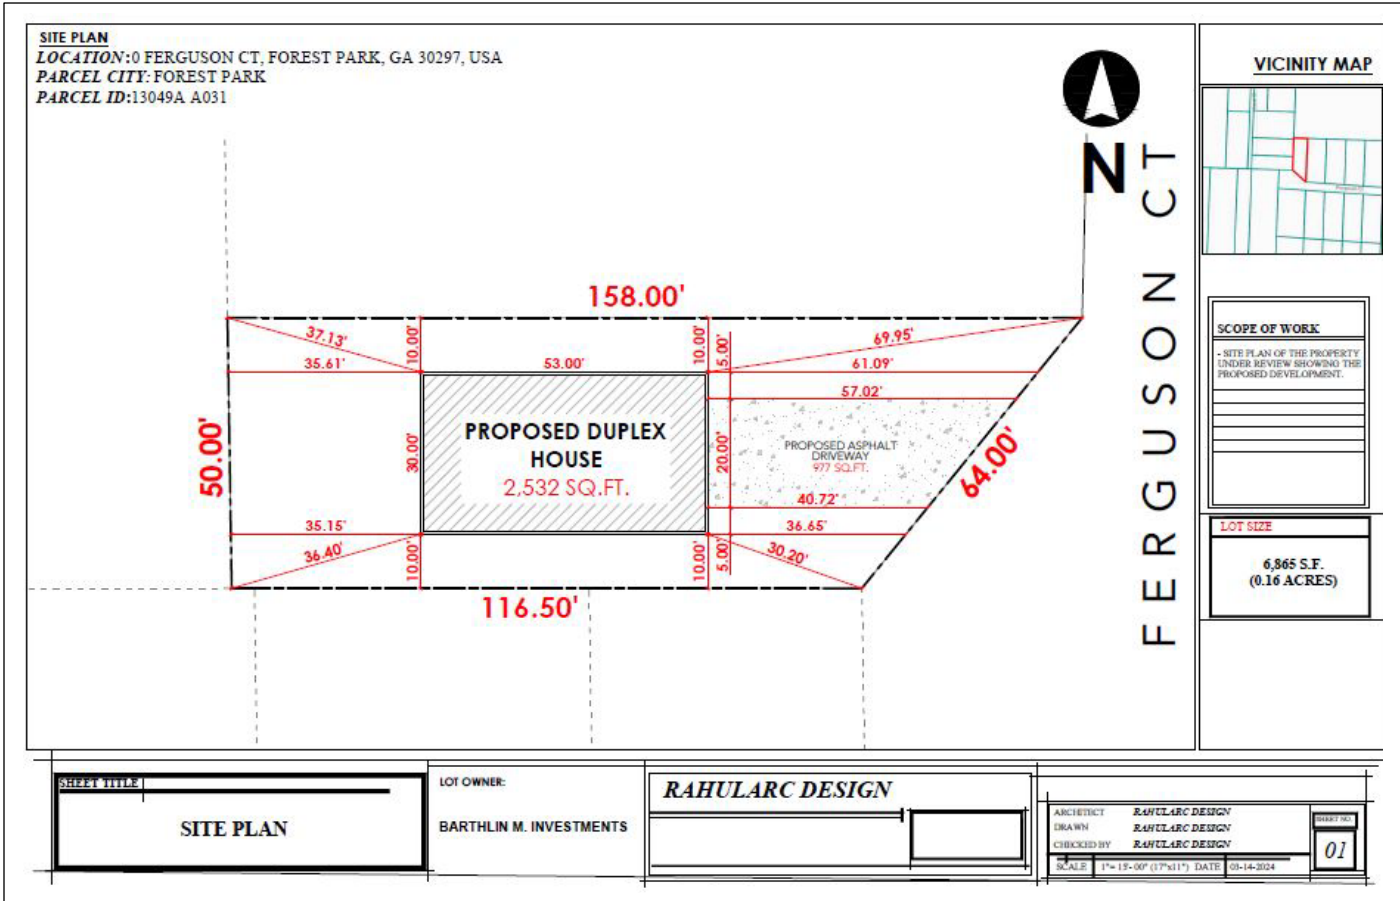 SITE PLAN
LOCATION:0 FERGUSON CT, FOREST PARK, GA 30297, USA
PARCEL CITY: FOREST PARK
PARCEL ID:13049A A031
N
FERGUSON CT
158.00'
37.13'
10.00'
10.00'
5.00'
69.95'
35.61'
53.00'
61.09'
57.02'
50.00'
30.00'
PROPOSED DUPLEX
HOUSE
2,532 SQ.FT.
20.00'
PROPOSED ASPHALT
DRIVEWAY
977 SQ.FT.
64.00'
40.72'
35.15'
36.65'
36.40'
10.00'
10.00'
5.00'
30.20'
116.50'
VICINITY MAP
SCOPE OF WORK
- SITE PLAN OF THE PROPERTY
UNDER REVIEW SHOWING THE
PROPOSED DEVELOPMENT.
LOT SIZE
6,865 S.F.
(0.16 ACRES)
SHEET TITLE
SITE PLAN
LOT OWNER:
BARTHLIN M. INVESTMENTS
RAHULARC DESIGN
ARCHITECT RAHULARC DESIGN
DRAWN RAHULARC DESIGN
CHECKED BY RAHULARC DESIGN
SCALE 1"= 15'- 00" (17"x11") DATE 03-14-2024
SHEET NO.
01